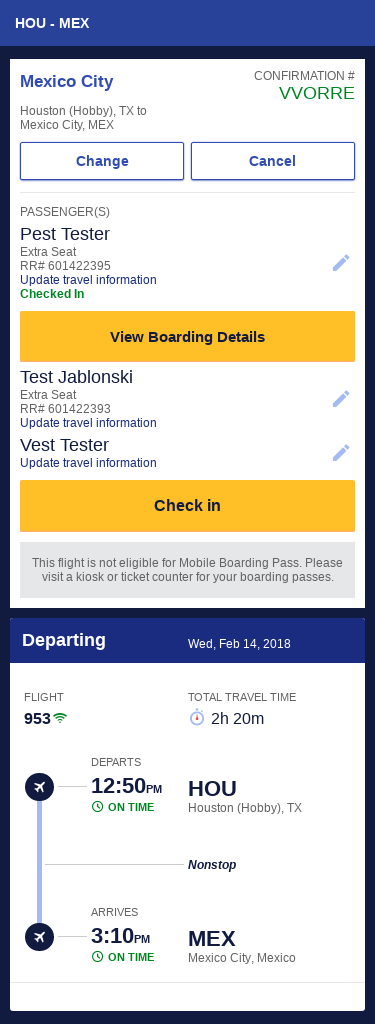 HOU - MEX
Mexico City
CONFIRMATION #
VVORRE
Houston (Hobby), TX to
Mexico City, MEX
Change
Cancel
PASSENGER(S)
Pest Tester
Extra Seat
RR# 601422395
Update travel information
Checked In
View Boarding Details
Test Jablonski
Extra Seat
RR# 601422393
Update travel information
Vest Tester
Update travel information
Check in
This flight is not eligible for Mobile Boarding Pass. Please
visit a kiosk or ticket counter for your boarding passes.
Departing
Wed, Feb 14, 2018
FLIGHT
TOTAL TRAVEL TIME
953
2h 20m
DEPARTS
12:50PM
HOU
ON TIME
Houston (Hobby), TX
Nonstop
ARRIVES
3:10PM
MEX
ON TIME
Mexico City, Mexico